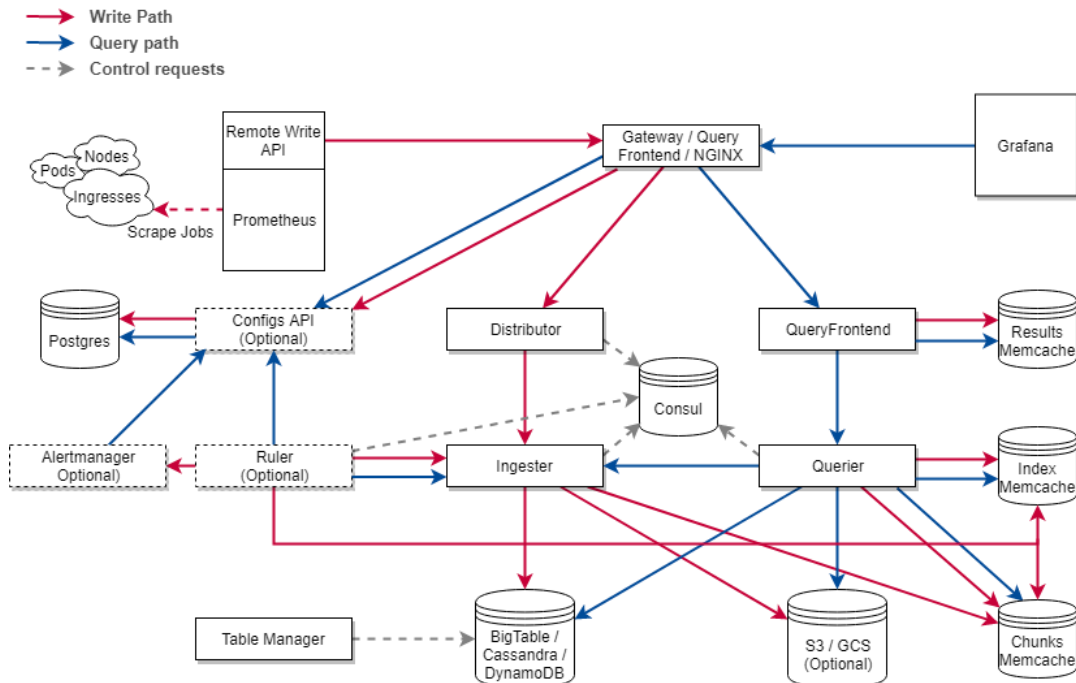 Write Path
Query path
Control requests
Remote Write
API
Gateway / Query
Frontend / NGINX
Grafana
Nodes
Pods
Ingresses
Prometheus
Scrape Jobs
Postgres
Configs API
(Optional)
Distributor
QueryFrontend
Results
Memcache
Consul
Alertmanager
Optional)
Ruler
(Optional)
Ingester
Querier
Index
Memcache
Table Manager
BigTable /
Cassandra /
DynamoDB
S3 / GCS
(Optional)
Chunks
Memcache